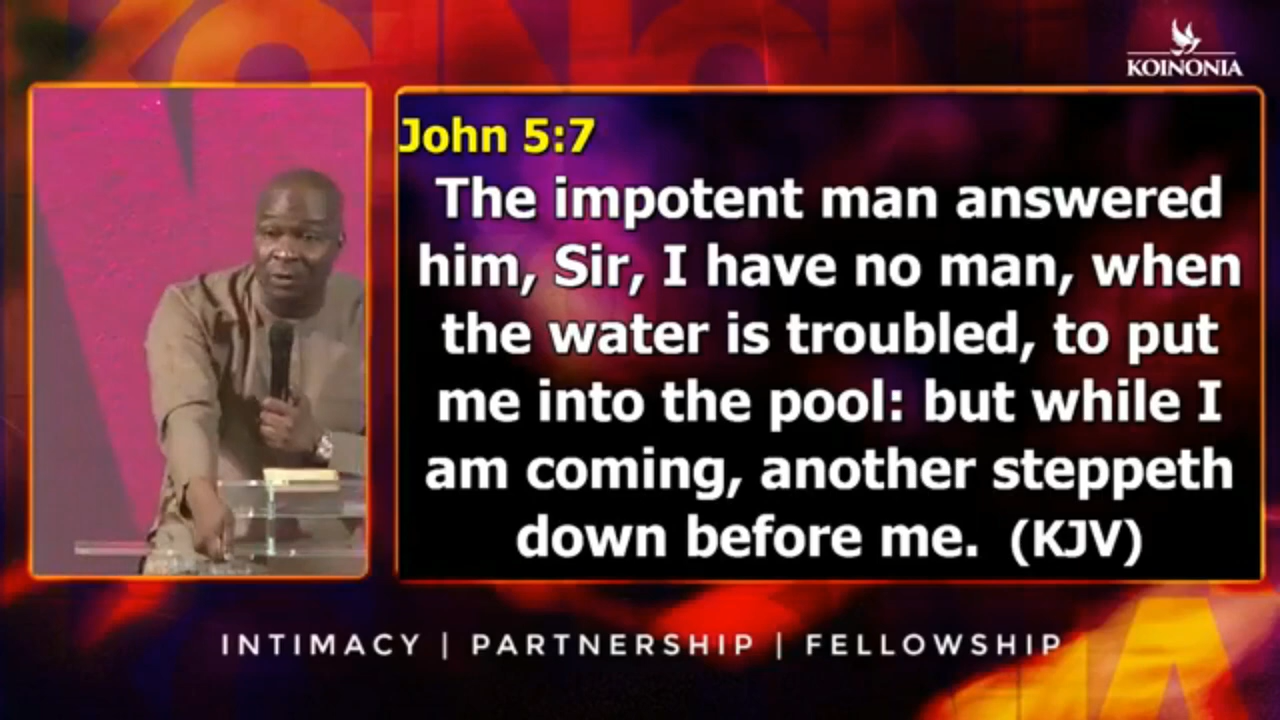 KOINONIA
John 5:7
The impotent man answered
him, Sir, I have no man, when
the water is troubled, to put
me into the pool: but while I
am coming, another steppeth
down before me. (KJV)
INTIMACY | PARTNERSHIP | FELLOWSHIP